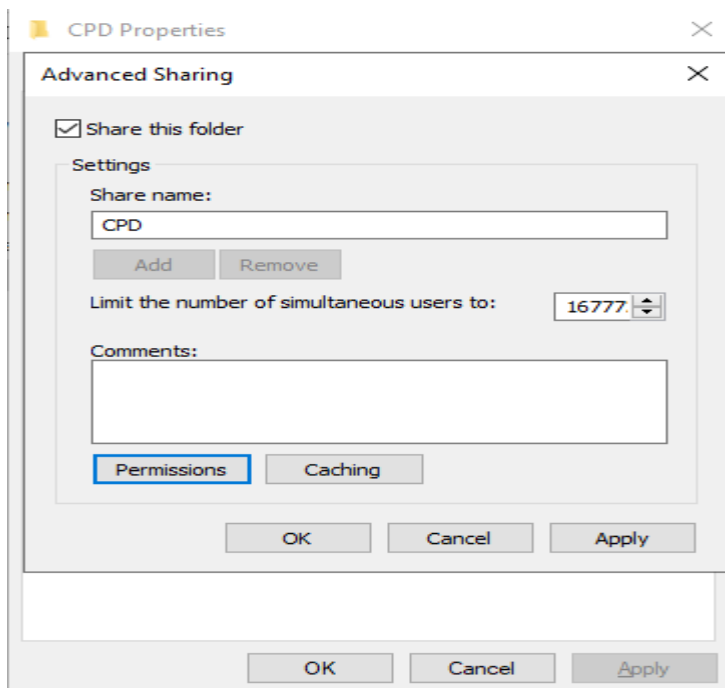 CPD Properties
Advanced Sharing
Share this folder
Settings
Share name:
CPD
Add Remove
Limit the number of simultaneous users to:
16777
Comments:
Permissions Caching
OK Cancel Apply
OK Cancel Apply